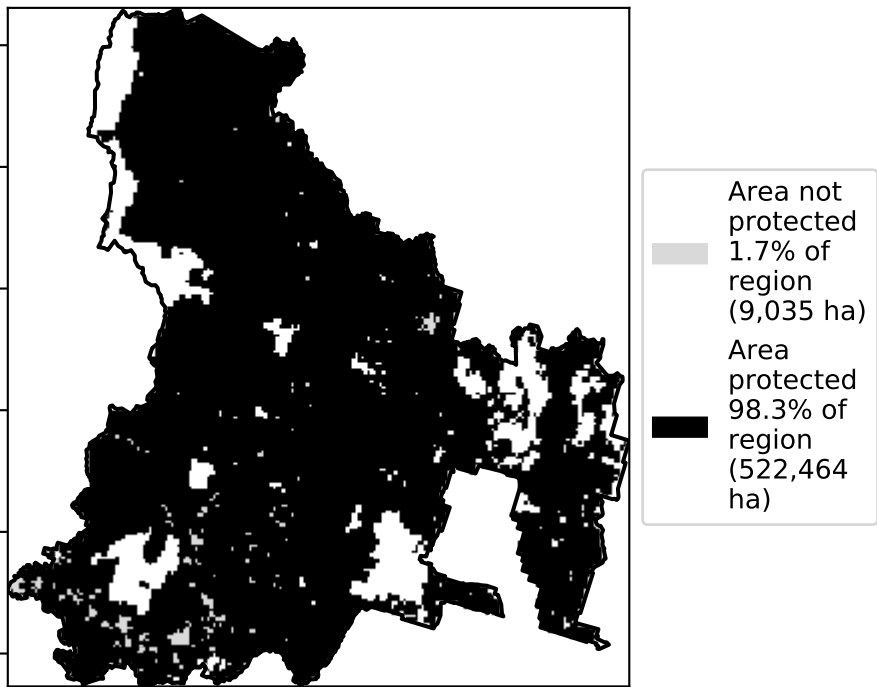 Area not
protected
1.7% of
region
(9,035 ha)
Area
protected
98.3% of
region
(522,464
ha)